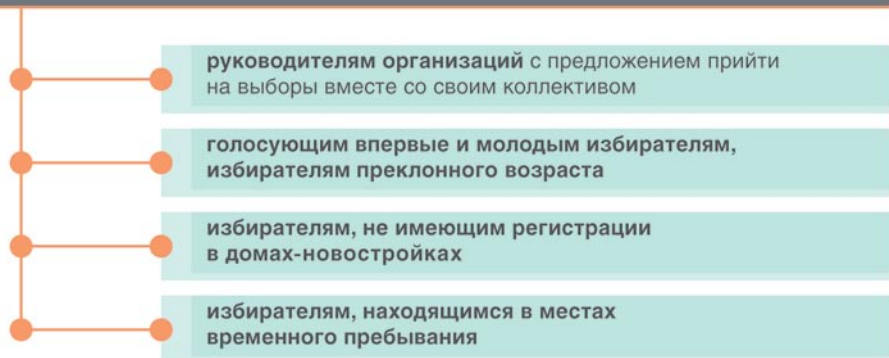 руководителям организаций с предложением прийти
на выборы вместе со своим коллективом
голосующим впервые и молодым избирателям,
избирателям преклонного возраста
избирателям, не имеющим регистрации
в домах-новостройках
избирателям, находящимся в местах
временного пребывания